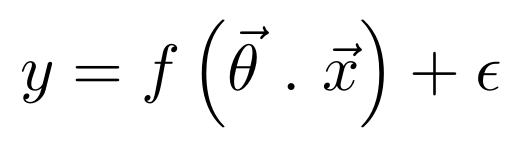 y = f(θ⃗ . x⃗) + ϵ